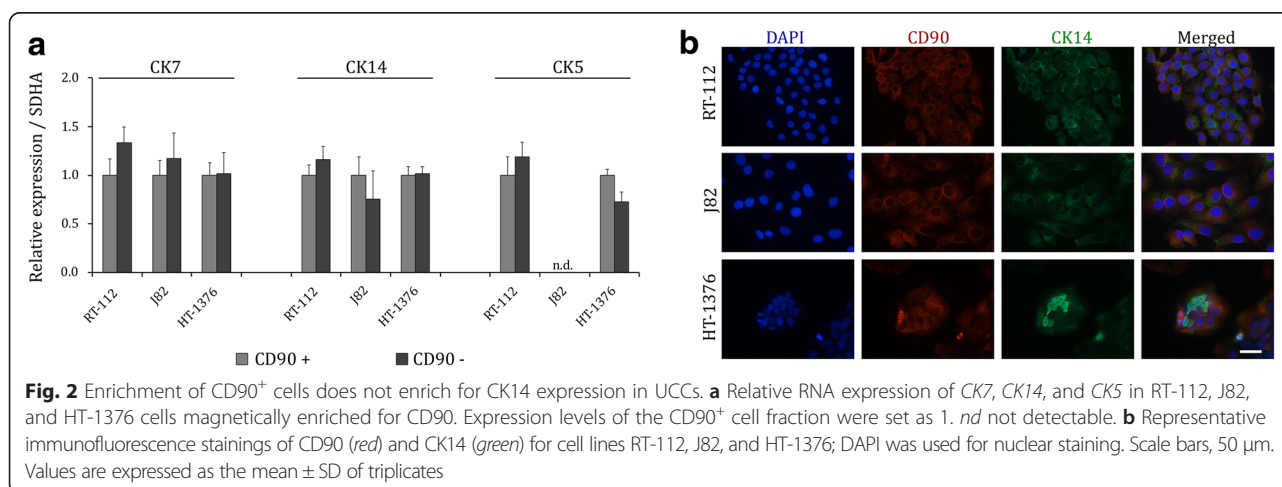 a
CK7 CK14 CK5
Relative expression / SDHA
2.0
1.5
1.0
0.5
0.0
n.d.
RT-112 J82 HT-1376 RT-112 J82 HT-1376 RT-112 J82 HT-1376
CD90 + CD90 -
b
DAPI CD90 CK14 Merged
RT-112
J82
HT-1376
Fig. 2 Enrichment of CD90+ cells does not enrich for CK14 expression in UCCs. a Relative RNA expression of CK7, CK14, and CK5 in RT-112, J82,
and HT-1376 cells magnetically enriched for CD90. Expression levels of the CD90+ cell fraction were set as 1. nd not detectable. b Representative
immunofluorescence stainings of CD90 (red) and CK14 (green) for cell lines RT-112, J82, and HT-1376; DAPI was used for nuclear staining. Scale bars, 50 μm.
Values are expressed as the mean ± SD of triplicates